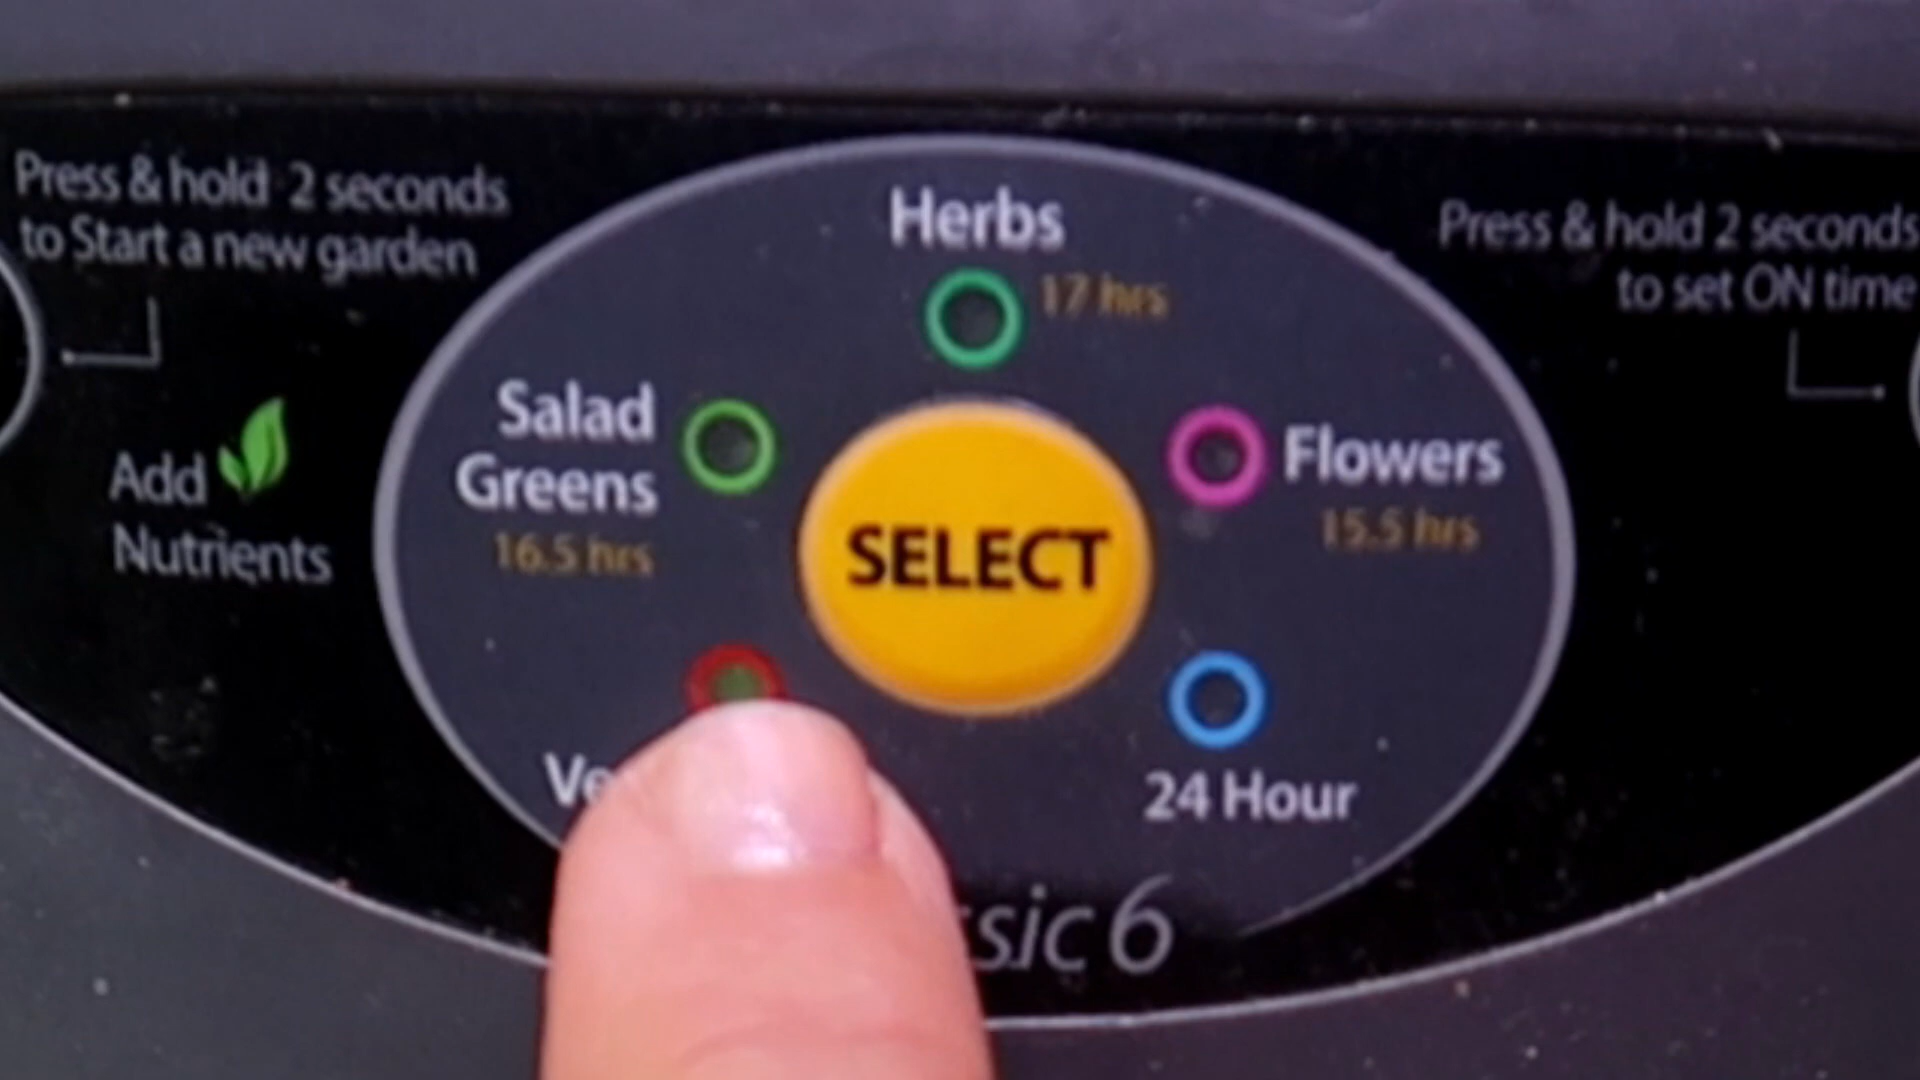 Press & hold 2 seconds
to Start a new garden
Add
Nutrients
Herbs
17 hrs
Salad
Greens
16.5 hrs
SELECT
Flowers
15.5 hrs
24 Hour
Press & hold 2 seconds
to set ON time
6